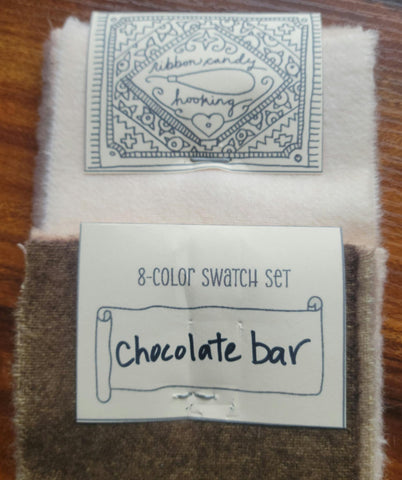 ribbon candy
hooking
8-COLOR SWATCH SET
chocolate bar